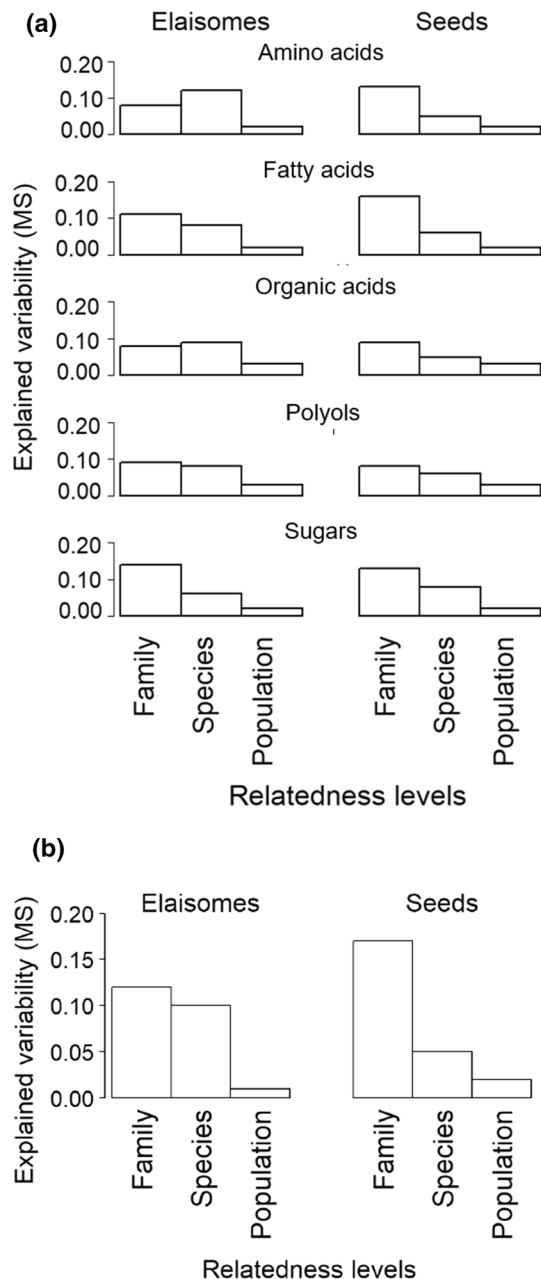 (a)
Elaisomes Seeds
Amino acids
0.20
0.10
0.00
Fatty acids
0.20
0.10
0.00
Organic acids
0.20
0.10
0.00
Polyols
0.20
0.10
0.00
Sugars
0.20
0.10
0.00
Explained variability (MS)
Family Species Population Family Species Population
Relatedness levels
(b)
Elaisomes Seeds
0.20
0.15
0.10
0.05
0.00
Explained variability (MS)
Family Species Population Family Species Population
Relatedness levels